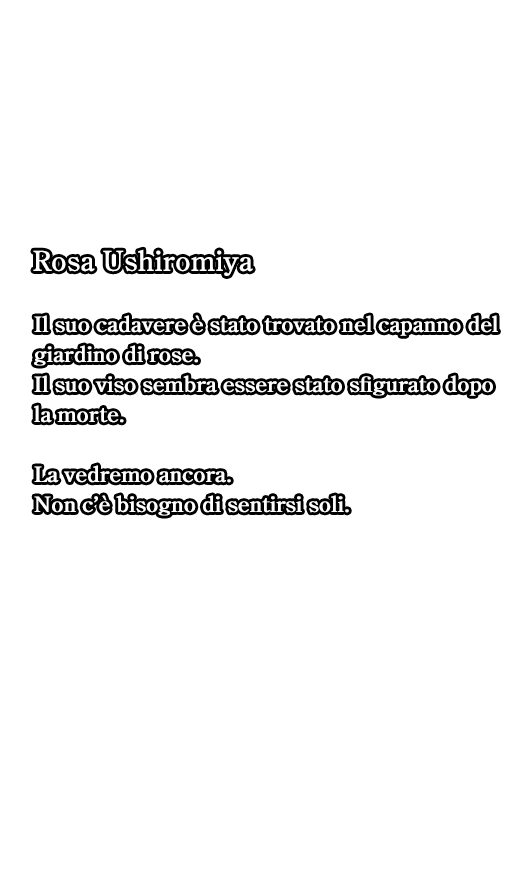 Rosa Ushiromiya
Il suo cadavere è stato trovato nel capanno del
giardino di rose.
Il suo viso sembra essere stato sfigurato dopo
la morte.
La vedremo ancora.
Non c'è bisogno di sentirsi soli.